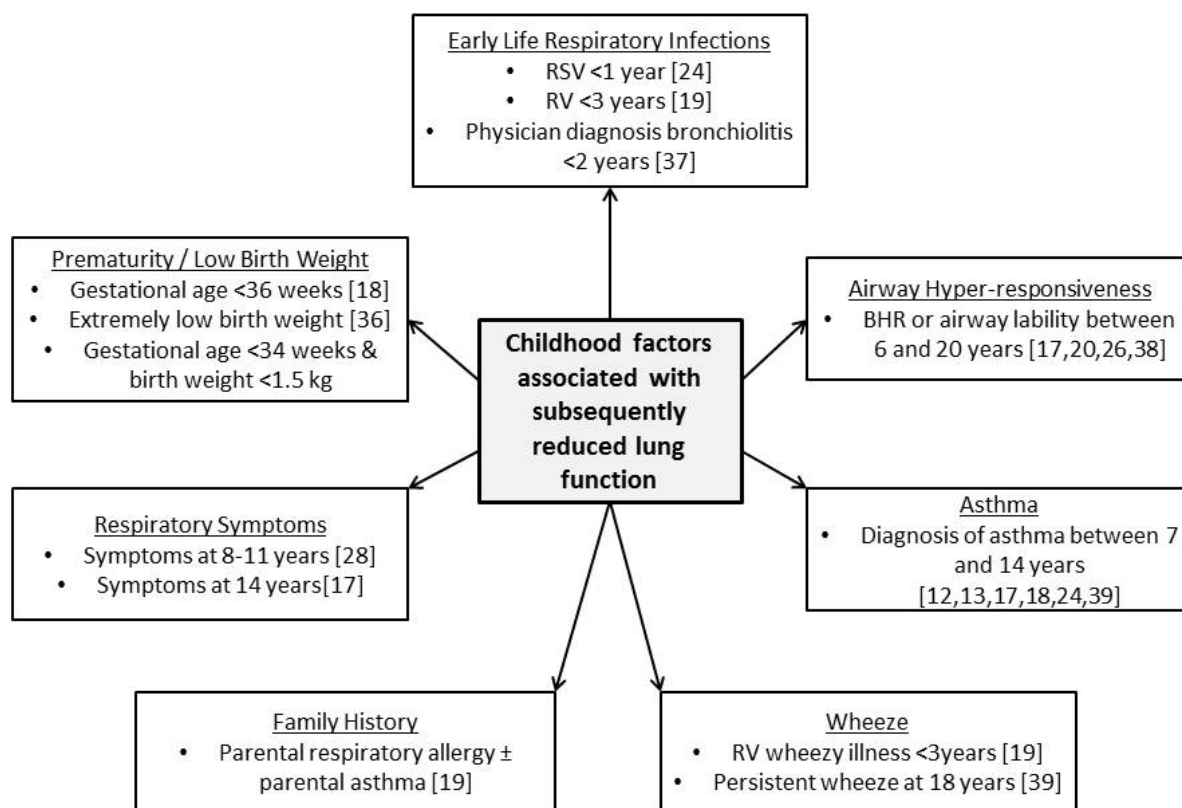 Early Life Respiratory Infections
• RSV <1 year [24]
• RV <3 years [19]
• Physician diagnosis bronchiolitis
<2 years [37]
Prematurity / Low Birth Weight
• Gestational age <36 weeks [18]
• Extremely low birth weight [36]
• Gestational age <34 weeks &
birth weight <1.5 kg
Airway Hyper-responsiveness
• BHR or airway lability between
6 and 20 years [17,20,26,38]
Childhood factors
associated with
subsequently
reduced lung
function
Respiratory Symptoms
• Symptoms at 8-11 years [28]
• Symptoms at 14 years[17]
Asthma
• Diagnosis of asthma between 7
and 14 years
[12,13,17,18,24,39]
Family History
• Parental respiratory allergy ±
parental asthma [19]
Wheeze
• RV wheezy illness <3years [19]
• Persistent wheeze at 18 years [39]